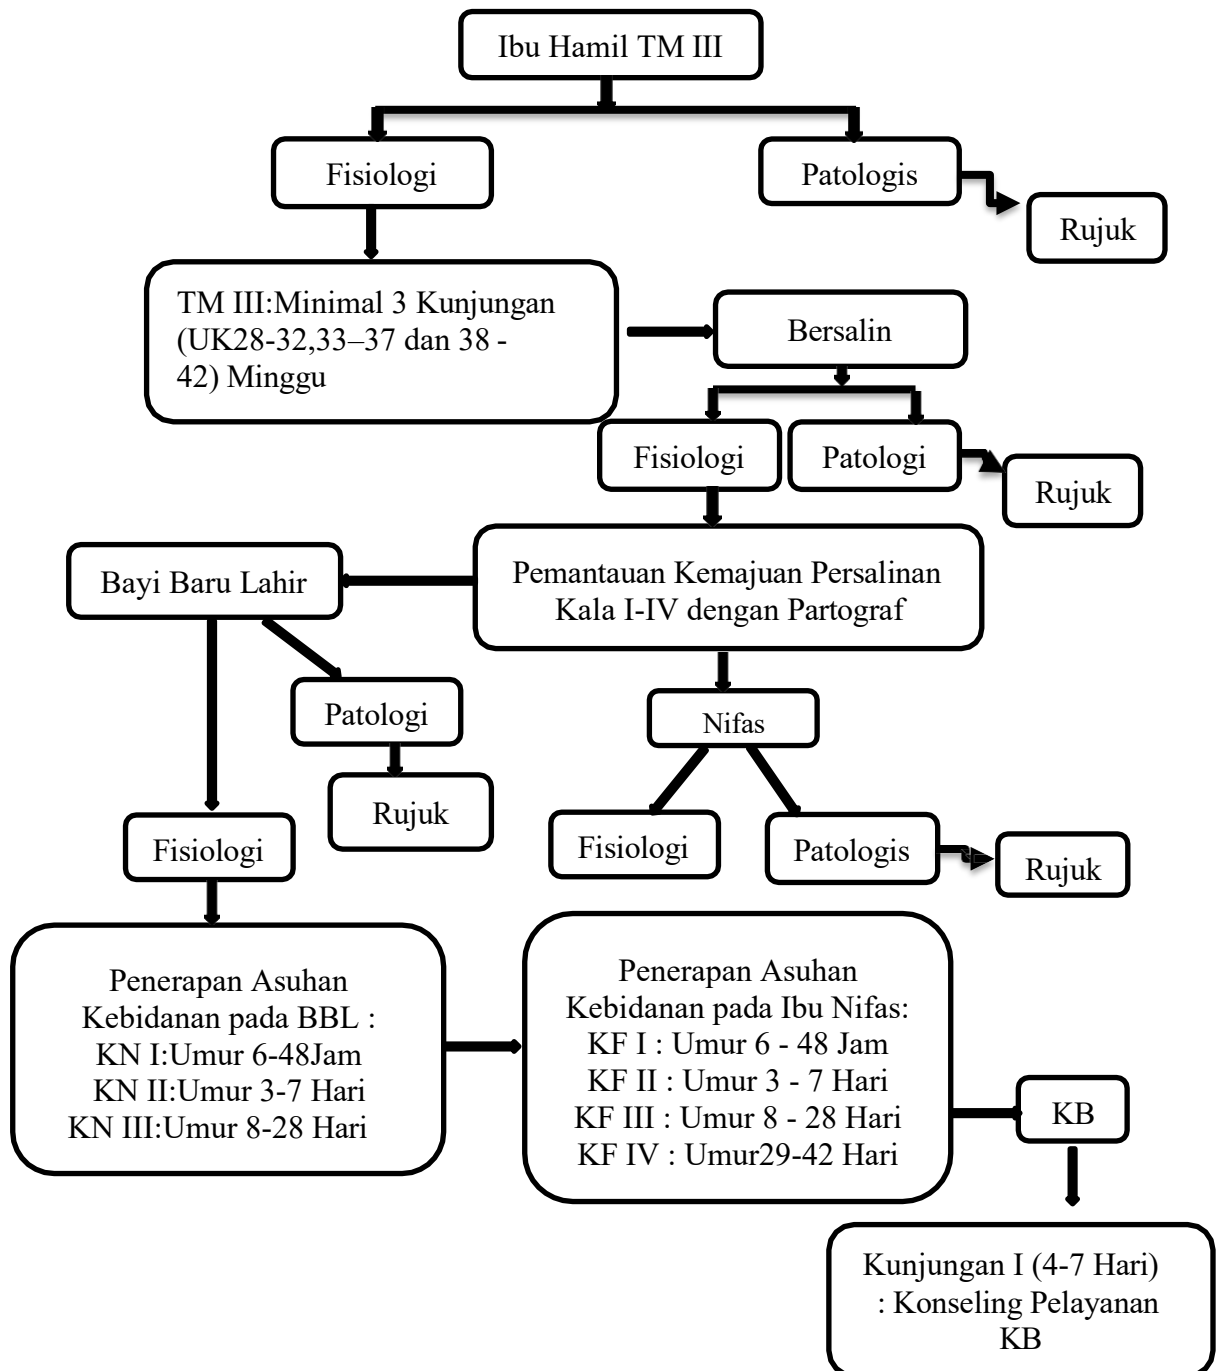 Ibu Hamil TM III
Fisiologi
Patologis
Rujuk
TM III:Minimal 3 Kunjungan
(UK28-32,33–37 dan 38 -
42) Minggu
Bersalin
Fisiologi
Patologi
Rujuk
Pemantauan Kemajuan Persalinan
Kala I-IV dengan Partograf
Bayi Baru Lahir
Patologi
Rujuk
Fisiologi
Nifas
Fisiologi
Patologis
Rujuk
Penerapan Asuhan
Kebidanan pada BBL :
KN I:Umur 6-48Jam
KN II:Umur 3-7 Hari
KN III:Umur 8-28 Hari
Penerapan Asuhan
Kebidanan pada Ibu Nifas:
KF I : Umur 6 - 48 Jam
KF II : Umur 3 - 7 Hari
KF III : Umur 8 - 28 Hari
KF IV : Umur29-42 Hari
KB
Kunjungan I (4-7 Hari)
: Konseling Pelayanan
KB